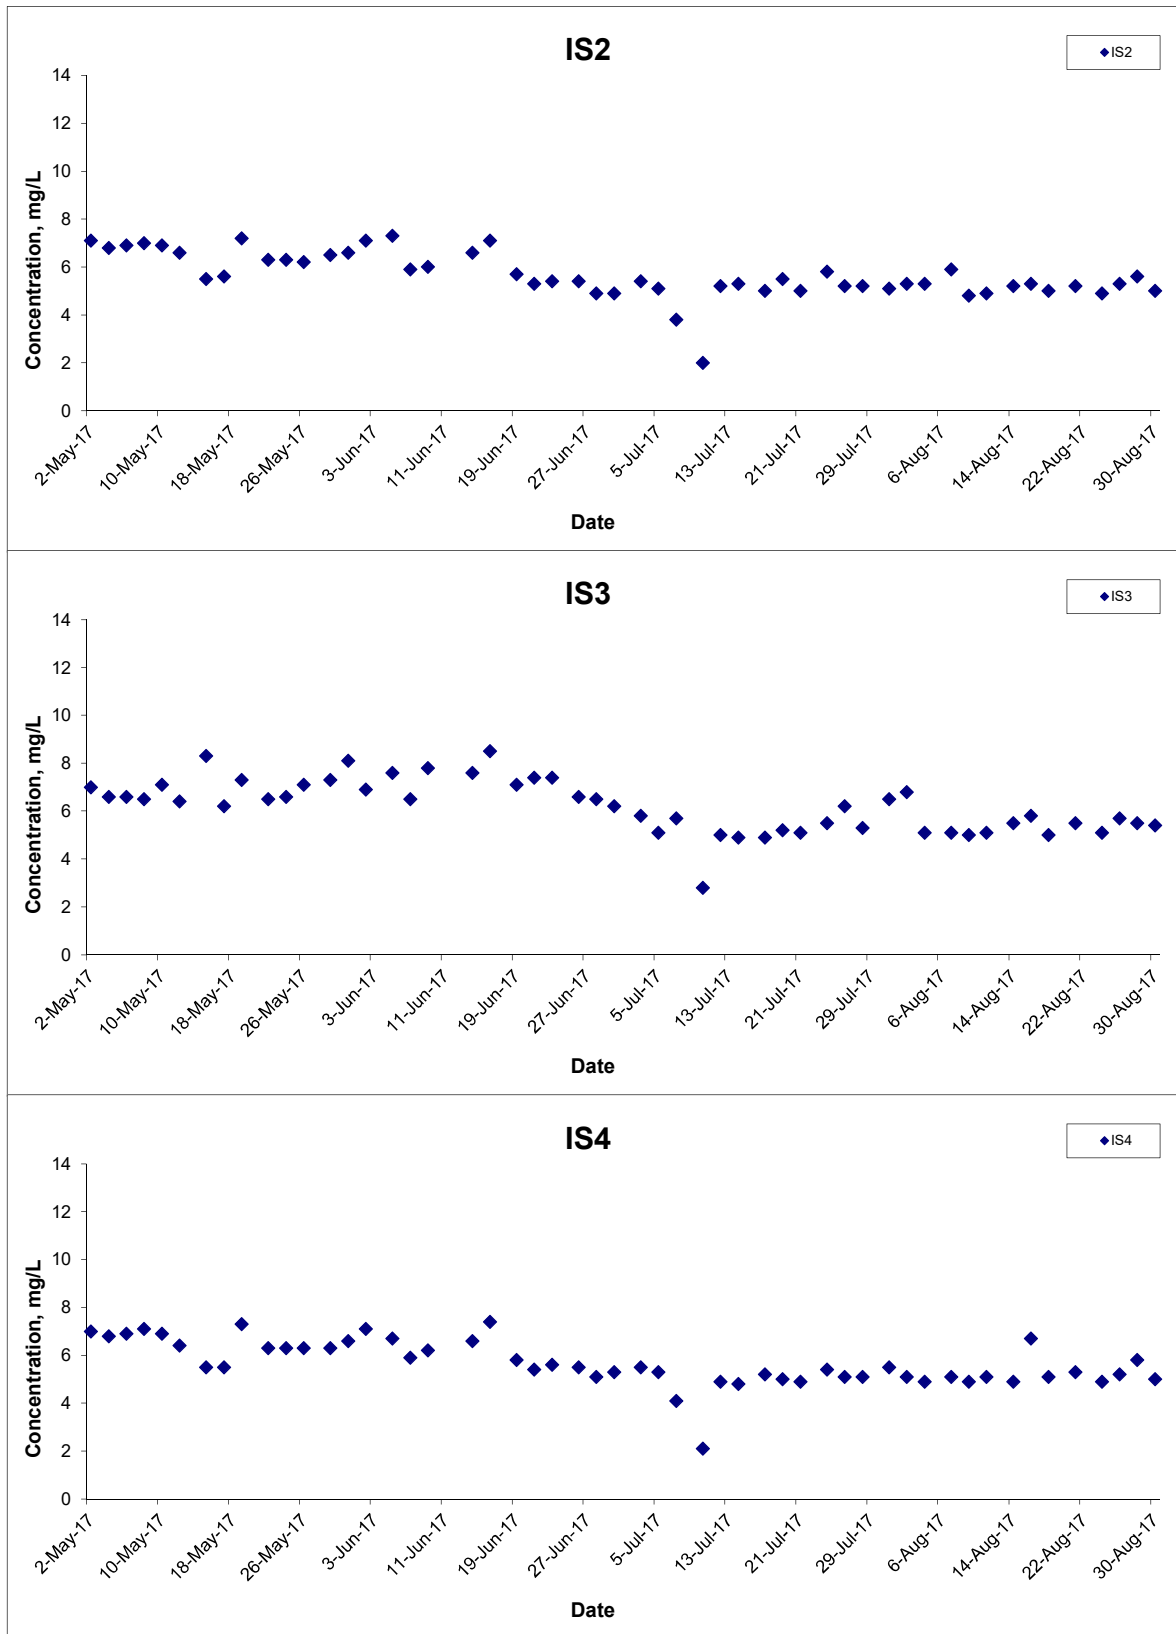 IS2
IS2
14
12
10
8
6
4
2
0
Concentration, mg/L
2-May-17
10-May-17
18-May-17
26-May-17
3-Jun-17
11-Jun-17
19-Jun-17
27-Jun-17
5-Jul-17
13-Jul-17
21-Jul-17
29-Jul-17
6-Aug-17
14-Aug-17
22-Aug-17
30-Aug-17
Date
IS3
IS3
14
12
10
8
6
4
2
0
Concentration, mg/L
2-May-17
10-May-17
18-May-17
26-May-17
3-Jun-17
11-Jun-17
19-Jun-17
27-Jun-17
5-Jul-17
13-Jul-17
21-Jul-17
29-Jul-17
6-Aug-17
14-Aug-17
22-Aug-17
30-Aug-17
Date
IS4
IS4
14
12
10
8
6
4
2
0
Concentration, mg/L
2-May-17
10-May-17
18-May-17
26-May-17
3-Jun-17
11-Jun-17
19-Jun-17
27-Jun-17
5-Jul-17
13-Jul-17
21-Jul-17
29-Jul-17
6-Aug-17
14-Aug-17
22-Aug-17
30-Aug-17
Date